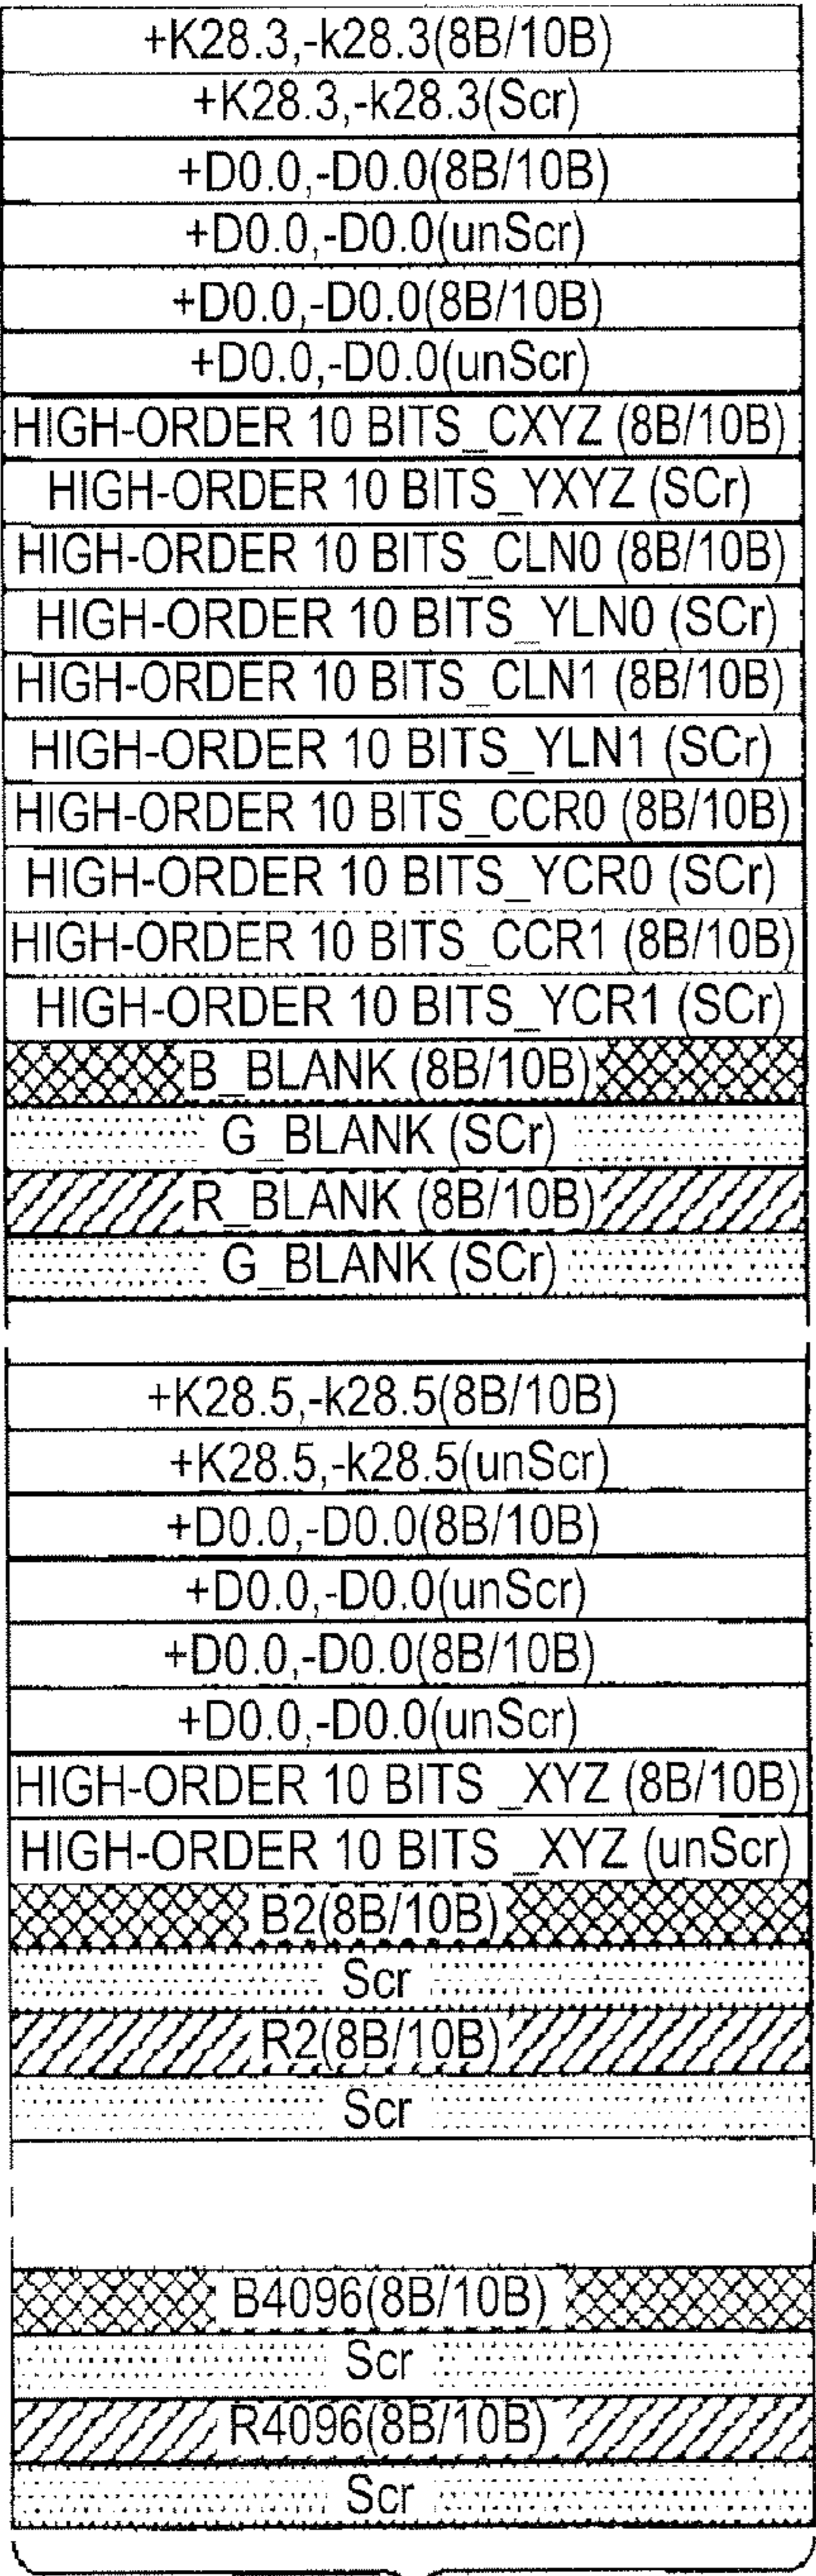 +K28.3,-k28.3(8B/10B)
+K28.3,-k28.3(Scr)
+D0.0,-D0.0(8B/10B)
+D0.0,-D0.0(unScr)
+D0.0,-D0.0(8B/10B)
+D0.0,-D0.0(unScr)
HIGH-ORDER 10 BITS_CXYZ (8B/10B)
HIGH-ORDER 10 BITS_YXYZ (SCr)
HIGH-ORDER 10 BITS_CLN0 (8B/10B)
HIGH-ORDER 10 BITS_YLN0 (SCr)
HIGH-ORDER 10 BITS_CLN1 (8B/10B)
HIGH-ORDER 10 BITS_YLN1 (SCr)
HIGH-ORDER 10 BITS_CCR0 (8B/10B)
HIGH-ORDER 10 BITS_YCR0 (SCr)
HIGH-ORDER 10 BITS_CCR1 (8B/10B)
HIGH-ORDER 10 BITS_YCR1 (SCr)
B_BLANK (8B/10B)
G_BLANK (SCr)
R_BLANK (8B/10B)
G_BLANK (SCr)
+K28.5,-k28.5(8B/10B)
+K28.5,-k28.5(unScr)
+D0.0,-D0.0(8B/10B)
+D0.0,-D0.0(unScr)
+D0.0,-D0.0(8B/10B)
+D0.0,-D0.0(unScr)
HIGH-ORDER 10 BITS _XYZ (8B/10B)
HIGH-ORDER 10 BITS _XYZ (unScr)
B2(8B/10B)
Scr
R2(8B/10B)
Scr
B4096(8B/10B)
Scr
R4096(8B/10B)
Scr